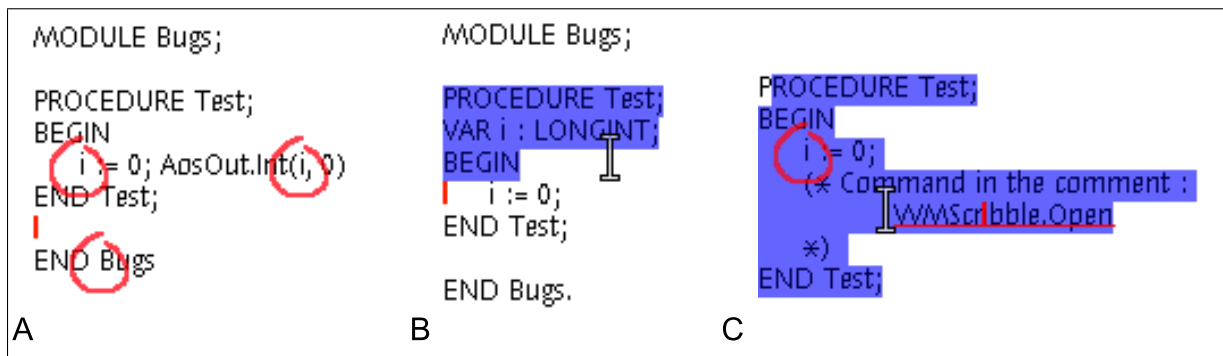 MODULE Bugs;
PROCEDURE Test;
BEGIN
i := 0; AosOut.Int(i, 0)
END Test;
END Bugs
A
MODULE Bugs;
PROCEDURE Test;
VAR i : LONGINT;
BEGIN
i := 0;
END Test;
END Bugs.
B
PROCEDURE Test;
BEGIN
i := 0;
(* Command in the comment :
WMScribble.Open
*)
END Test;
C